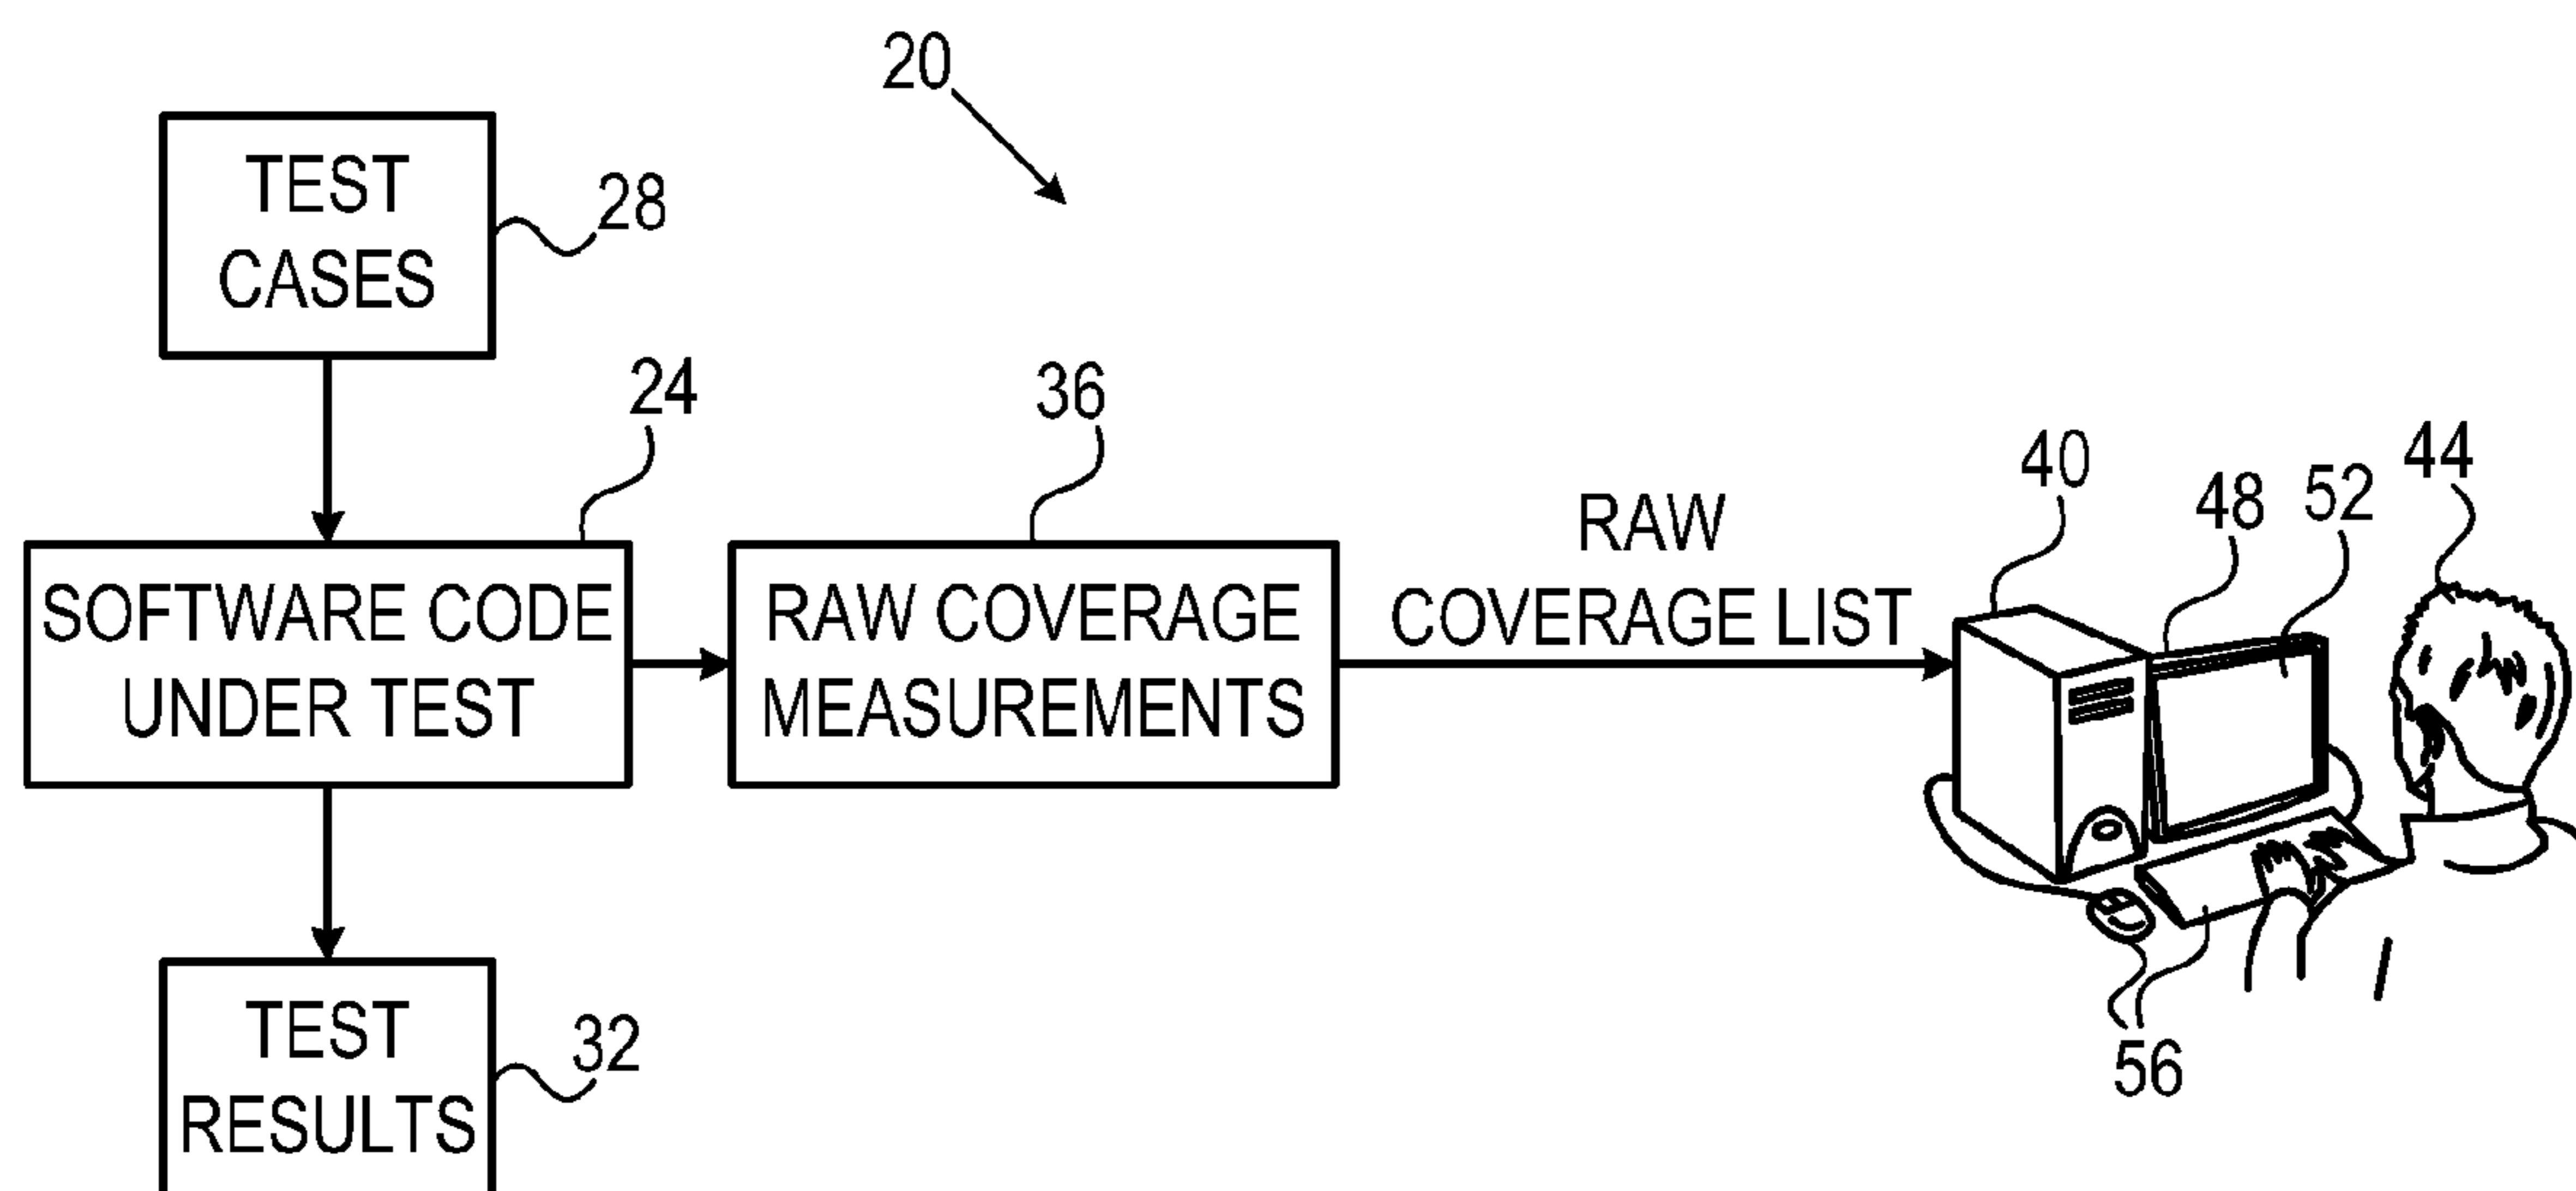 20
TEST
CASES
28
24
SOFTWARE CODE
UNDER TEST
36
RAW COVERAGE
MEASUREMENTS
RAW
COVERAGE LIST
40
48
52
44
56
TEST
RESULTS
32